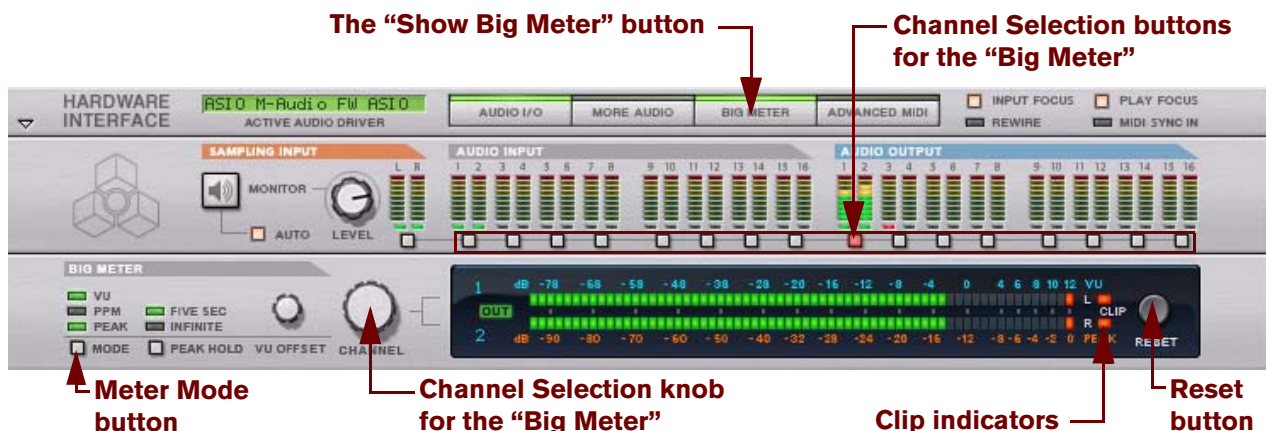 The “Show Big Meter” button
Channel Selection buttons
for the “Big Meter”
HARDWARE
INTERFACE
ASIO M-Audio FW ASIO
ACTIVE AUDIO DRIVER
AUDIO I/O
MORE AUDIO
BIG METER
ADVANCED MIDI
INPUT FOCUS
PLAY FOCUS
REWIRE
MIDI SYNC IN
SAMPLING INPUT
AUDIO INPUT
AUDIO OUTPUT
L R
1 2 3 4 5 6 7 8 9 10 11 12 13 14 15 16
1 2 3 4 5 6 7 8 9 10 11 12 13 14 15 16
MONITOR
AUTO
LEVEL
BIG METER
VU
PPM
PEAK
FIVE SEC
INFINITE
MODE
PEAK HOLD
VU OFFSET
CHANNEL
1 dB -78 -68 -58 -48 -38 -28 -20 -16 -12 -8 -4 0 4 6 8 10 12 VU
OUT
L
CLIP
R
2 dB -90 -80 -70 -60 -50 -40 -32 -28 -24 -20 -16 -12 -8 -6 -4 -2 0 PEAK
RESET
Meter Mode
button
Channel Selection knob
for the “Big Meter”
Clip indicators
Reset
button